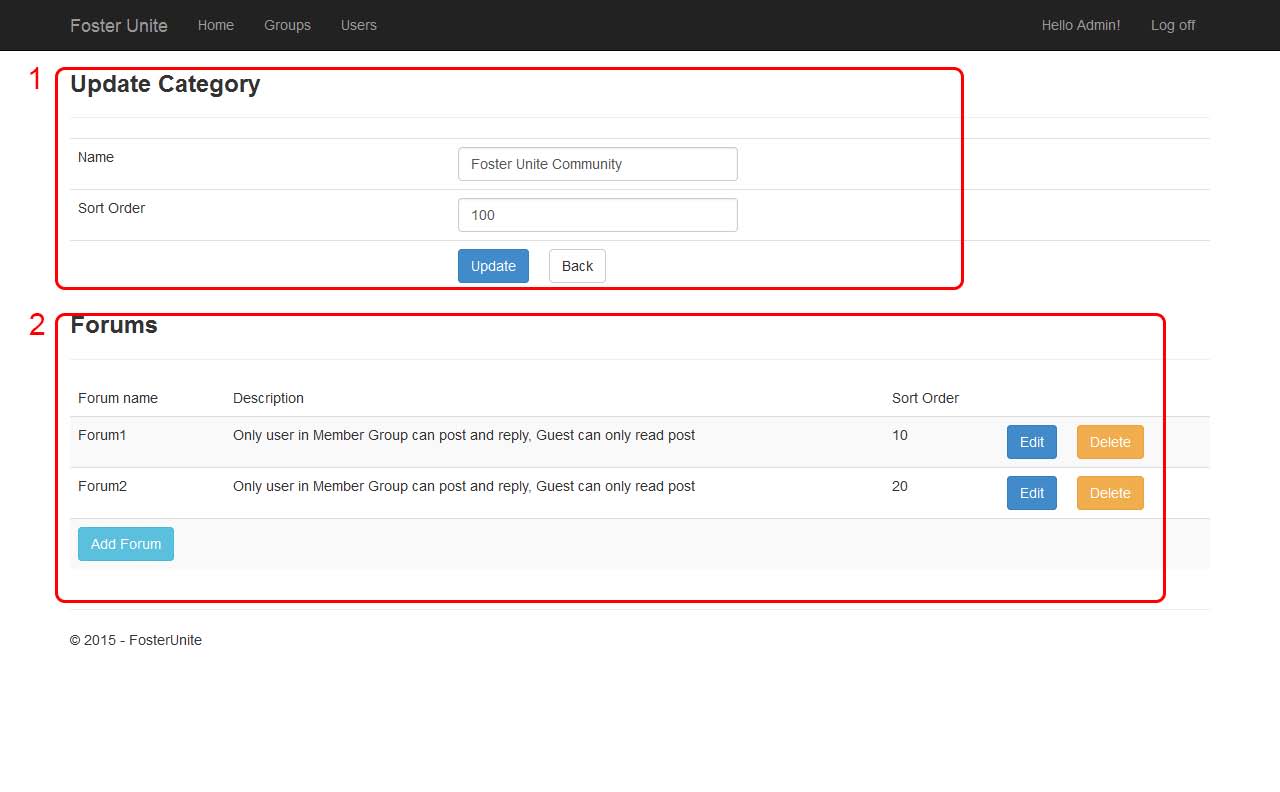 Foster Unite Home Groups Users Hello Admin! Log off
1
Update Category
Name Foster Unite Community
Sort Order 100
Update Back
2
Forums
Forum name Description Sort Order
Forum1 Only user in Member Group can post and reply, Guest can only read post 10 Edit Delete
Forum2 Only user in Member Group can post and reply, Guest can only read post 20 Edit Delete
Add Forum
© 2015 - FosterUnite